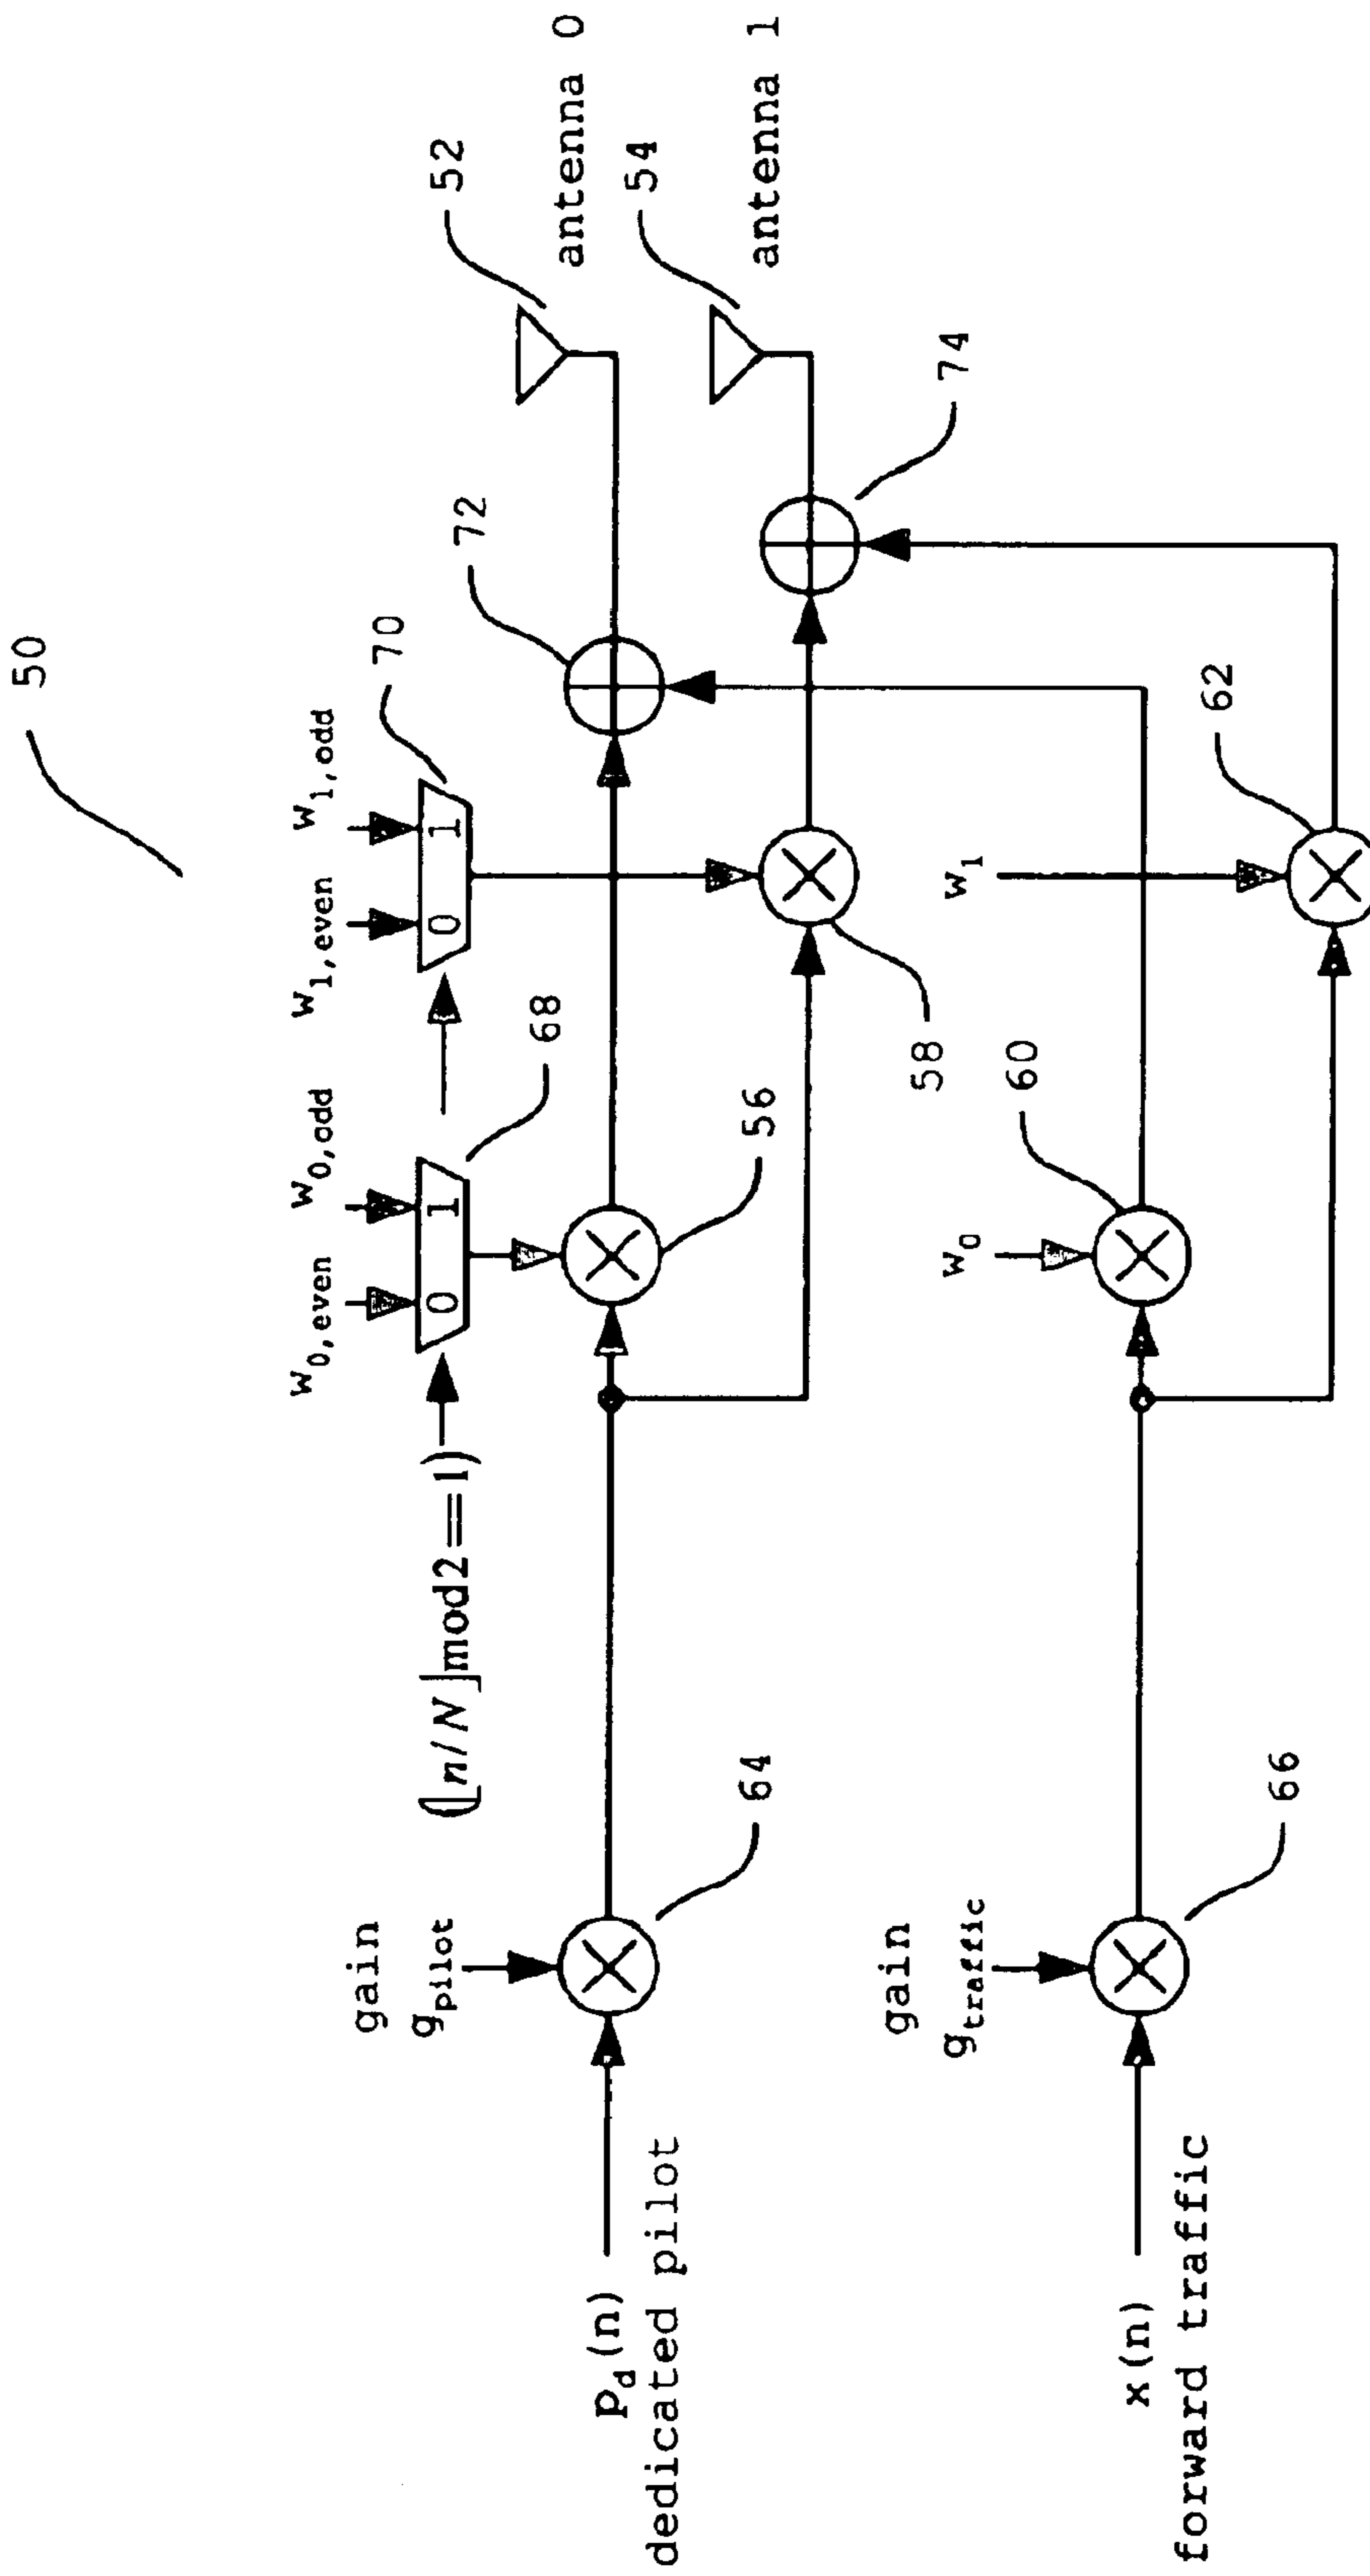 50
w0,even w0,odd w1,even w1,odd
70
68
72
52
antenna 0
(⌊n/N⌋mod2==1)
gain
gpilot
pd(n)
dedicated pilot
64
56
58
54
antenna 1
74
gain
gtraffic
w0
w1
60
62
x(n)
forward traffic
66
0 1
0 1